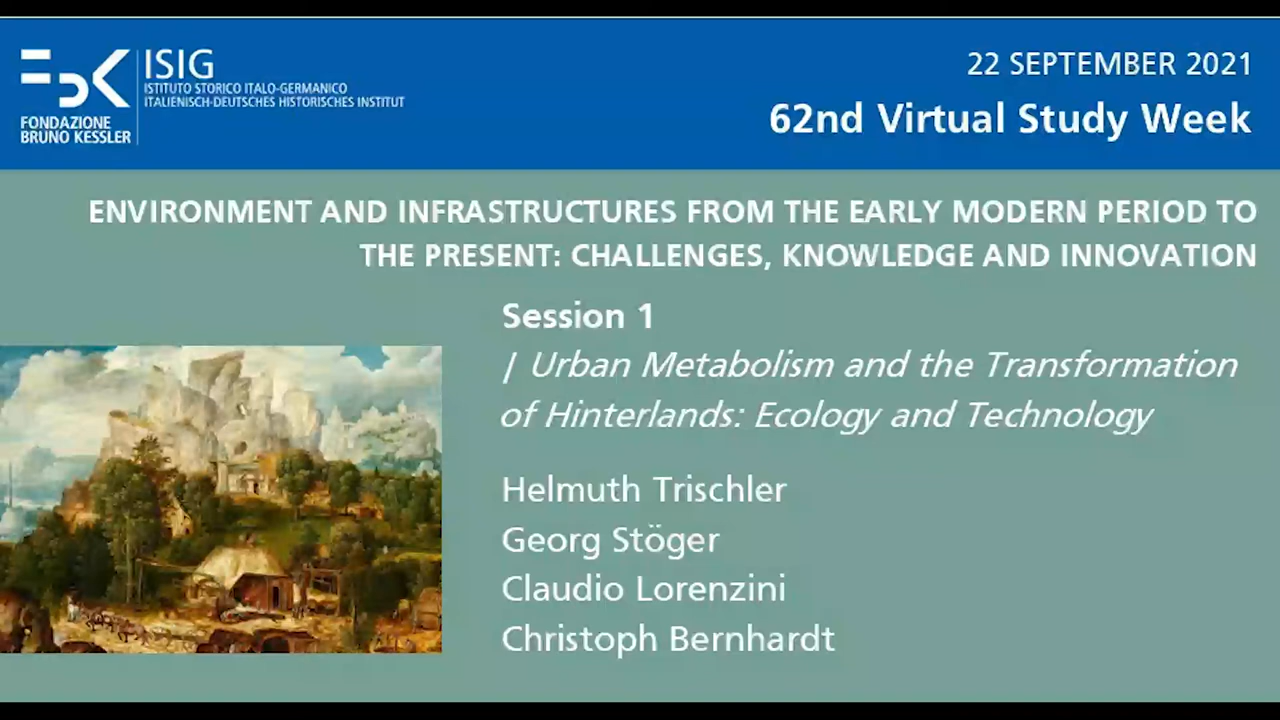 FBK
ISIG
ISTITUTO STORICO ITALO-GERMANICO
ITALIENISCH-DEUTSCHES HISTORISCHES INSTITUT
FONDAZIONE
BRUNO KESSLER
22 SEPTEMBER 2021
62nd Virtual Study Week
ENVIRONMENT AND INFRASTRUCTURES FROM THE EARLY MODERN PERIOD TO
THE PRESENT: CHALLENGES, KNOWLEDGE AND INNOVATION
Session 1
/ Urban Metabolism and the Transformation
of Hinterlands: Ecology and Technology
Helmuth Trischler
Georg Stöger
Claudio Lorenzini
Christoph Bernhardt